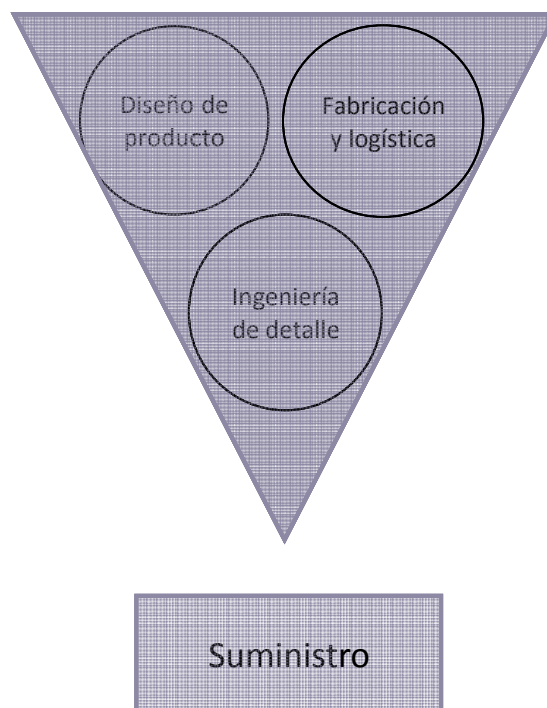 Diseño de
producto
Fabricación
y logística
Ingeniería
de detalle
Suministro